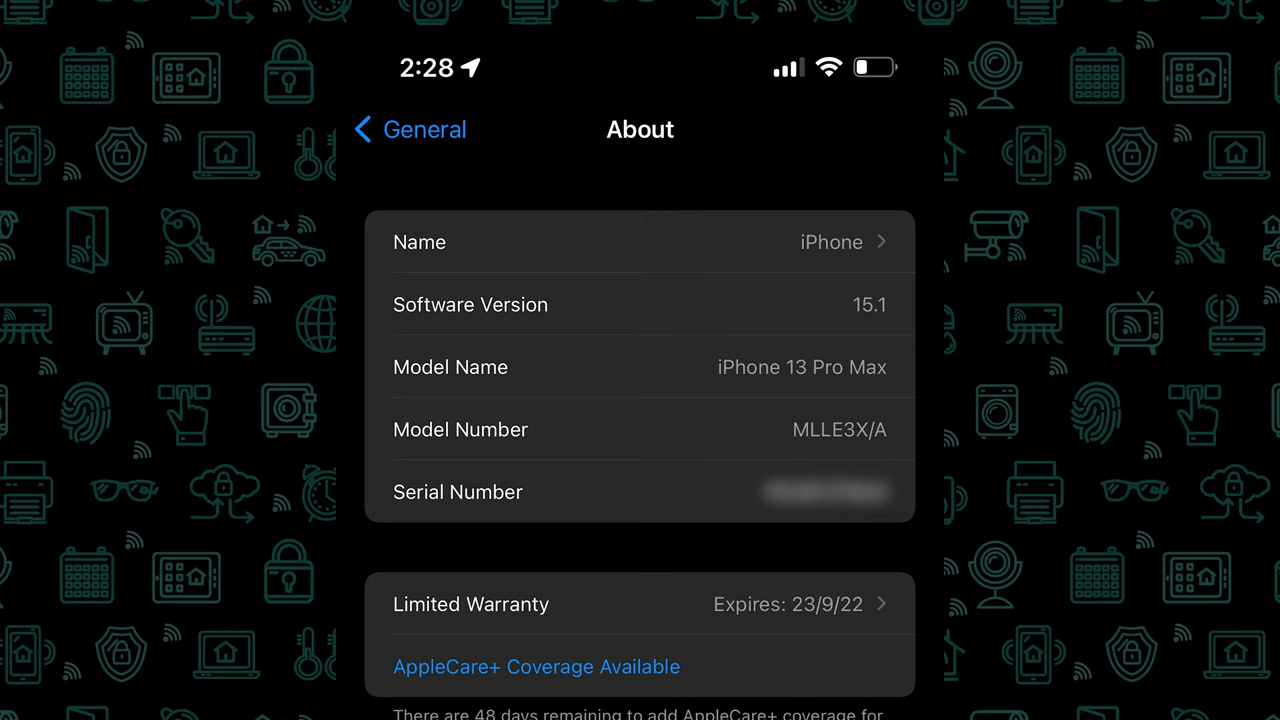 2:28
General
About
Name
iPhone
Software Version
15.1
Model Name
iPhone 13 Pro Max
Model Number
MLLE3X/A
Serial Number
Limited Warranty
Expires: 23/9/22
AppleCare+ Coverage Available
There are 48 days remaining to add AppleCare+ coverage for